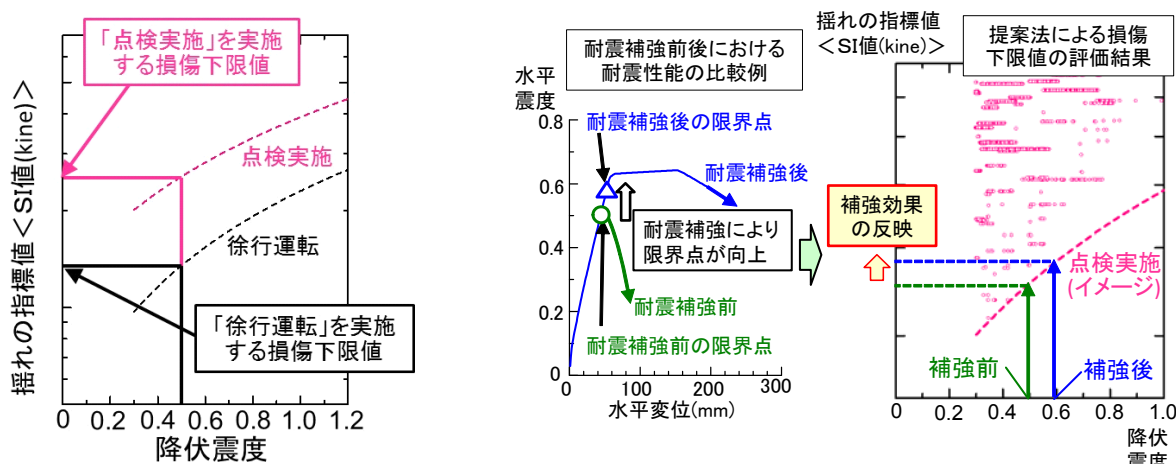 「点検実施」を実施
する損傷下限値
揺れの指標値<SI値(kine)>
点検実施
徐行運転
「徐行運転」を実施
する損傷下限値
0 0.2 0.4 0.6 0.8 1.0 1.2
降伏震度
耐震補強前後における
耐震性能の比較例
水平
震度
0.8
0.6
0.4
0.2
0.0
0 100 200 300
水平変位(mm)
耐震補強後の限界点
耐震補強後
耐震補強により
限界点が向上
耐震補強前
耐震補強前の限界点
補強効果
の反映
揺れの指標値
<SI値(kine)>
提案法による損傷
下限値の評価結果
点検実施
(イメージ)
補強前
補強後
0 0.2 0.4 0.6 0.8 1.0
降伏
震度